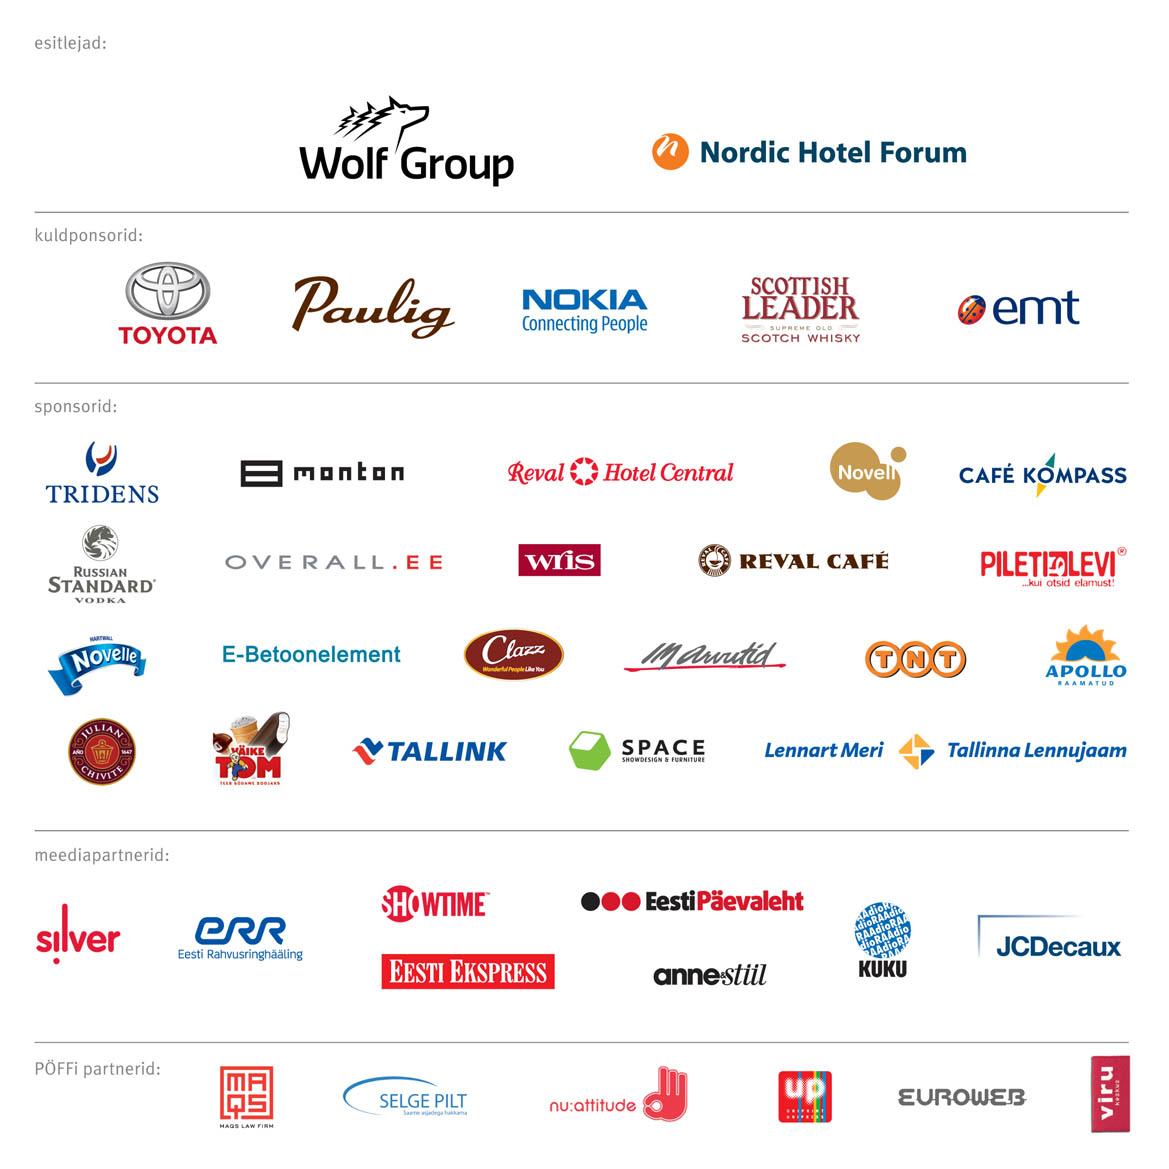 esitlejad:
Wolf Group
Nordic Hotel Forum
kuldponsorid:
TOYOTA
Paulig
NOKIA
Connecting People
SCOTTISH
LEADER
SUPREME OLD
SCOTCH WHISKY
emt
sponsorid:
TRIDENS
monton
Reval Hotel Central
Novell
CAFÉ KOMPASS
RUSSIAN
STANDARD
VODKA
OVERALL.EE
wris
REVAL CAFÉ
PILETILEVI®
...kui otsid elamust!
HARTWALL
Novelle
E-Betoonelement
Clazz
Wonderful People Like You
M Arvutid
TNT
APOLLO
RAAMATUD
JULIAN
AÑO 1647
CHIVITE
VÄIKE
TOM
TEEB SÜDAME SOOJAKS
TALLINK
SPACE
SHOWDESIGN & FURNITURE
Lennart Meri Tallinna Lennujaam
meediapartnerid:
silver
err
Eesti Rahvusringhääling
SHOWTIME™
EESTI EKSPRESS
Eesti Päevaleht
anne&stiil
RAAdio
KUKU
JCDecaux
PÖFFi partnerid:
MAQS
MAQS LAW FIRM
SELGE PILT
Saame asjadega hakkama
nu:attitude
up
EUROWEB
viru
keskus